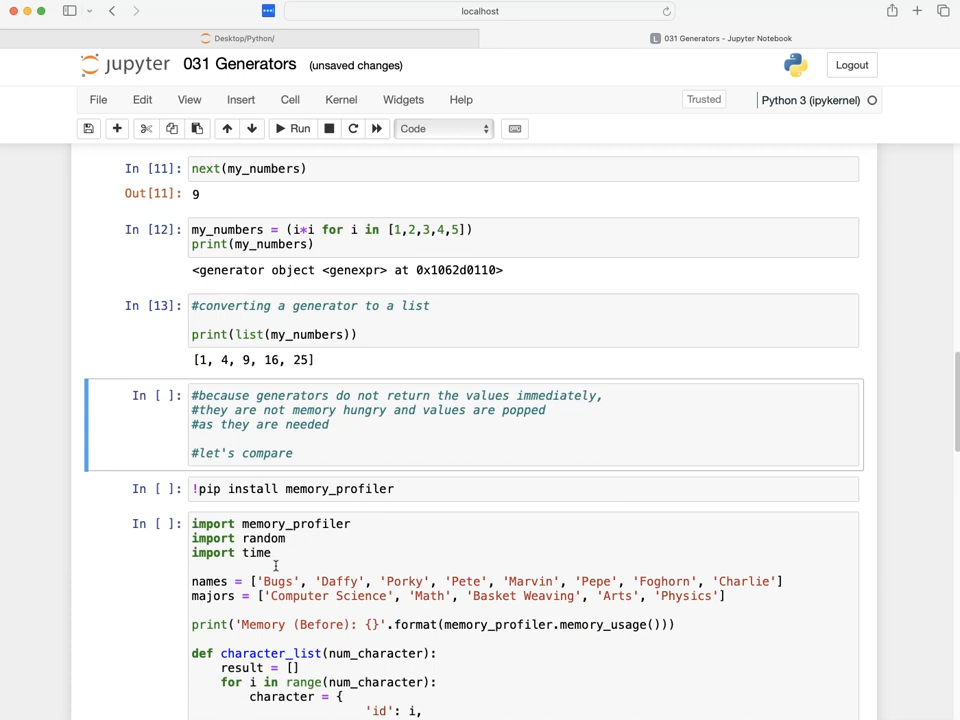 localhost
Desktop/Python/
L 031 Generators - Jupyter Notebook
jupyter 031 Generators (unsaved changes)
Logout
File Edit View Insert Cell Kernel Widgets Help
Trusted
Python 3 (ipykernel)
Run
Code
In [11]: next(my_numbers)
Out[11]: 9
In [12]: my_numbers = (i*i for i in [1,2,3,4,5])
print(my_numbers)
<generator object <genexpr> at 0x1062d0110>
In [13]: #converting a generator to a list
print(list(my_numbers))
[1, 4, 9, 16, 25]
In [ ]: #because generators do not return the values immediately,
#they are not memory hungry and values are popped
#as they are needed
#let's compare
In [ ]: !pip install memory_profiler
In [ ]: import memory_profiler
import random
import time
names = ['Bugs', 'Daffy', 'Porky', 'Pete', 'Marvin', 'Pepe', 'Foghorn', 'Charlie']
majors = ['Computer Science', 'Math', 'Basket Weaving', 'Arts', 'Physics']
print('Memory (Before): {}'.format(memory_profiler.memory_usage()))
def character_list(num_character):
result = []
for i in range(num_character):
character = {
'id': i,